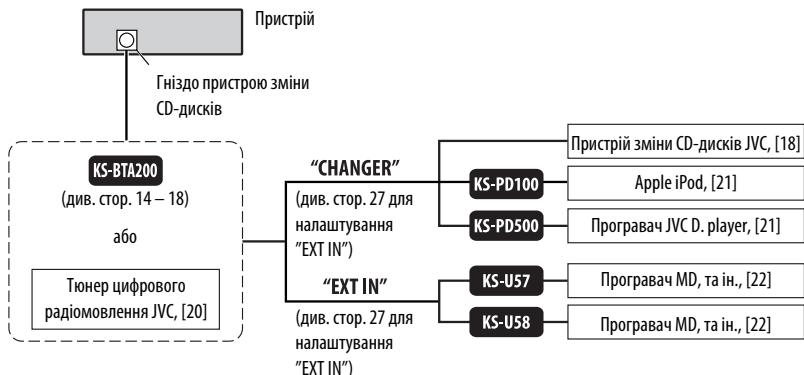 Пристрій
Гніздо пристрою зміни
CD-дисків
KS-BTA200
(див. стор. 14 – 18)
або
Тюнер цифрового
радіомовлення JVC, [20]
“CHANGER”
(див. стор. 27 для
налаштування
"EXT IN")
“EXT IN”
(див. стор. 27 для
налаштування
"EXT IN")
Пристрій зміни CD-дисків JVC, [18]
KS-PD100
Apple iPod, [21]
KS-PD500
Програвач JVC D. player, [21]
KS-U57
Програвач MD, та ін., [22]
KS-U58
Програвач MD, та ін., [22]